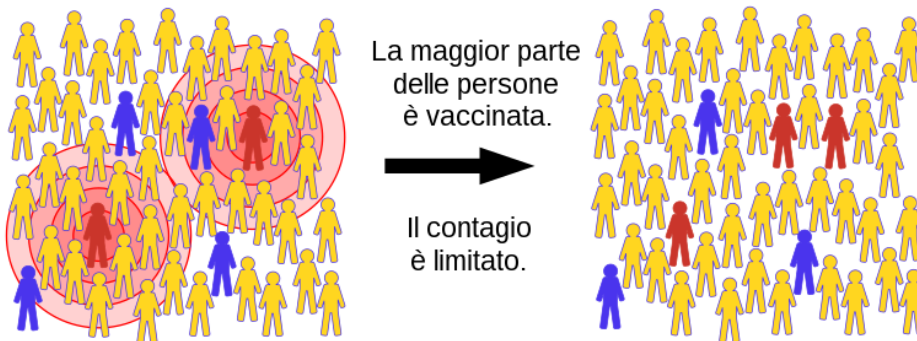 La maggior parte
delle persone
è vaccinata.
Il contagio
è limitato.